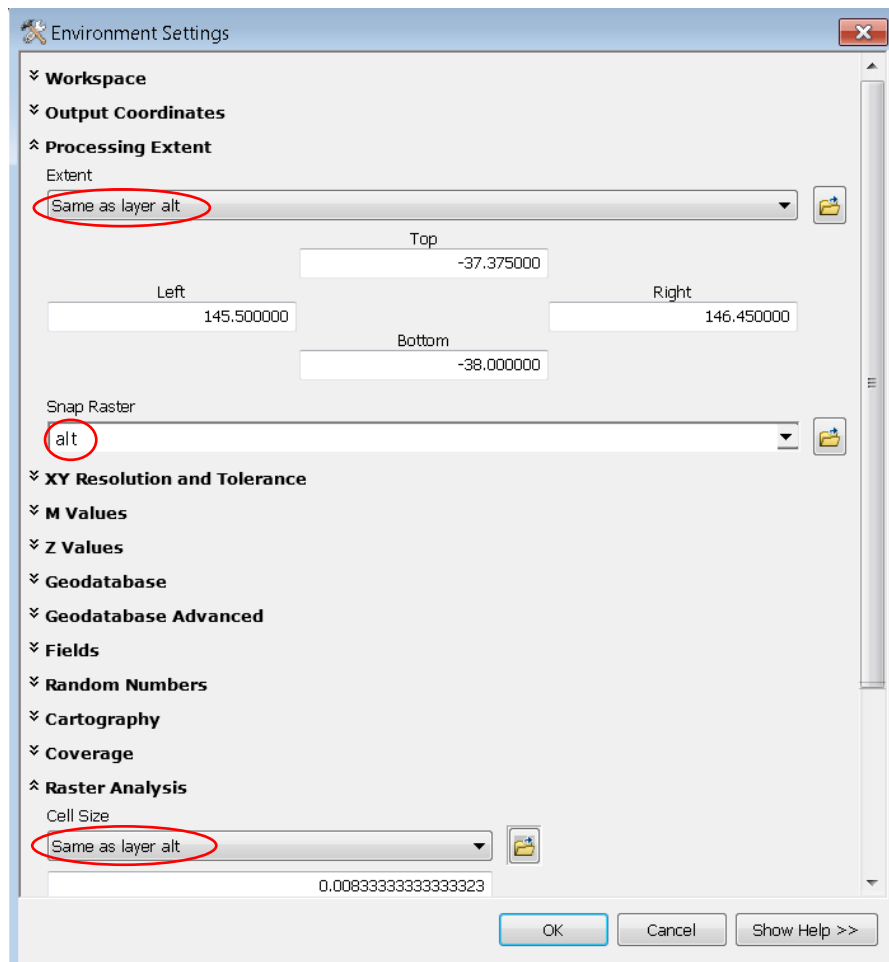 Environment Settings
Workspace
Output Coordinates
Processing Extent
Extent
Same as layer alt
Top
-37.375000
Left Right
145.500000 146.450000
Bottom
-38.000000
Snap Raster
alt
XY Resolution and Tolerance
M Values
Z Values
Geodatabase
Geodatabase Advanced
Fields
Random Numbers
Cartography
Coverage
Raster Analysis
Cell Size
Same as layer alt
0.00833333333333323
OK Cancel Show Help >>